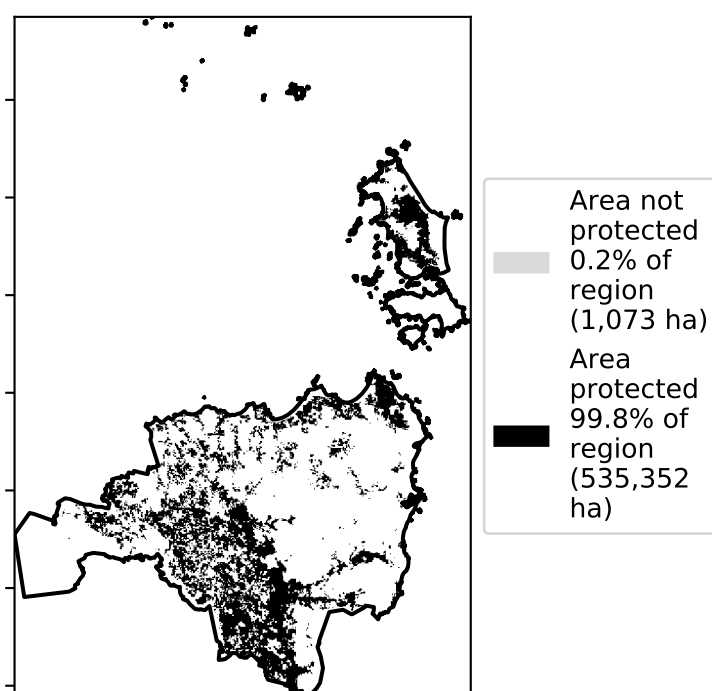 Area not
protected
0.2% of
region
(1,073 ha)
Area
protected
99.8% of
region
(535,352
ha)